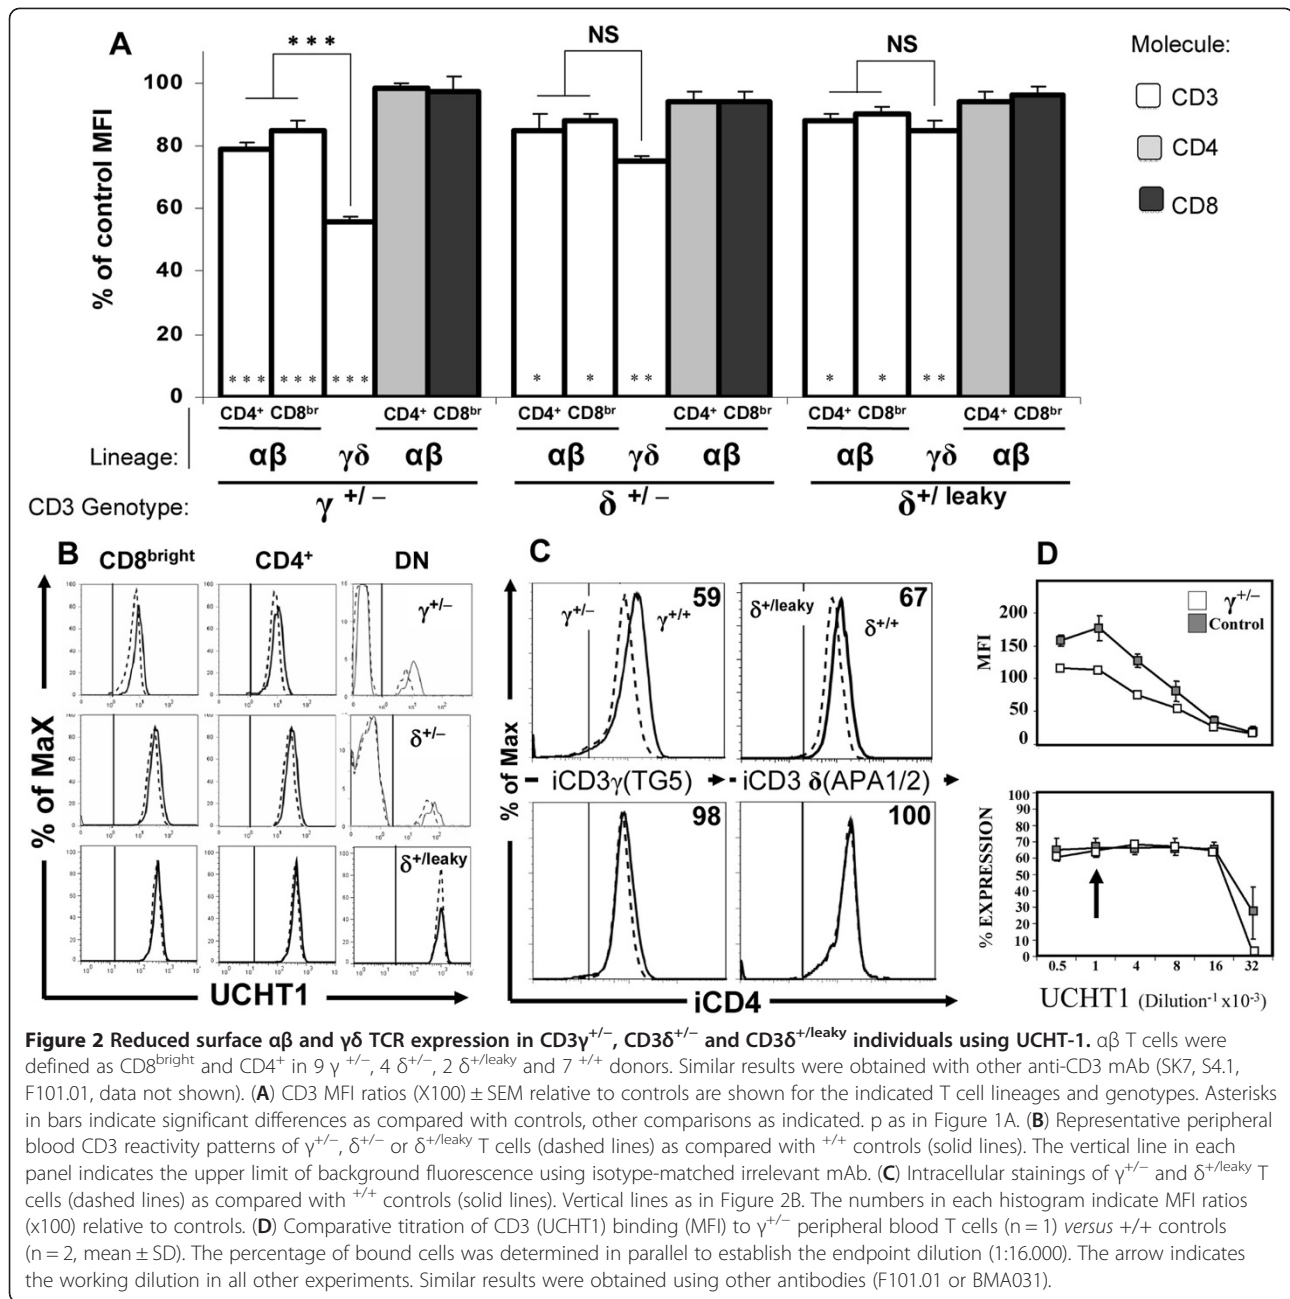 A
*** NS NS
Molecule:
CD3
CD4
CD8
% of control MFI
100
80
60
40
20
0
*** *** *** * * ** * * **
CD4+ CD8br CD4+ CD8br CD4+ CD8br CD4+ CD8br CD4+ CD8br CD4+ CD8br
Lineage: αβ γδ αβ αβ γδ αβ αβ γδ αβ
CD3 Genotype: γ +/− δ +/− δ+/ leaky
B
CD8bright CD4+ DN
γ+/−
δ+/−
δ+/leaky
% of MaX
UCHT1
C
γ+/− γ+/+ 59
δ+/leaky δ+/+ 67
% of Max
iCD3γ(TG5) iCD3 δ(APA1/2)
98 100
iCD4
D
γ+/−
Control
MFI
200
150
100
50
0
% EXPRESSION
100
90
80
70
60
50
40
30
20
10
0
0.5 1 4 8 16 32
UCHT1 (Dilution-1 x10-3)
Figure 2 Reduced surface αβ and γδ TCR expression in CD3γ+/−, CD3δ+/− and CD3δ+/leaky individuals using UCHT-1. αβ T cells were
defined as CD8bright and CD4+ in 9 γ +/−, 4 δ+/−, 2 δ+/leaky and 7 +/+ donors. Similar results were obtained with other anti-CD3 mAb (SK7, S4.1,
F101.01, data not shown). (A) CD3 MFI ratios (X100) ± SEM relative to controls are shown for the indicated T cell lineages and genotypes. Asterisks
in bars indicate significant differences as compared with controls, other comparisons as indicated. p as in Figure 1A. (B) Representative peripheral
blood CD3 reactivity patterns of γ+/−, δ+/− or δ+/leaky T cells (dashed lines) as compared with +/+ controls (solid lines). The vertical line in each
panel indicates the upper limit of background fluorescence using isotype-matched irrelevant mAb. (C) Intracellular stainings of γ+/− and δ+/leaky T
cells (dashed lines) as compared with +/+ controls (solid lines). Vertical lines as in Figure 2B. The numbers in each histogram indicate MFI ratios
(x100) relative to controls. (D) Comparative titration of CD3 (UCHT1) binding (MFI) to γ+/− peripheral blood T cells (n = 1) versus +/+ controls
(n = 2, mean ± SD). The percentage of bound cells was determined in parallel to establish the endpoint dilution (1:16.000). The arrow indicates
the working dilution in all other experiments. Similar results were obtained using other antibodies (F101.01 or BMA031).